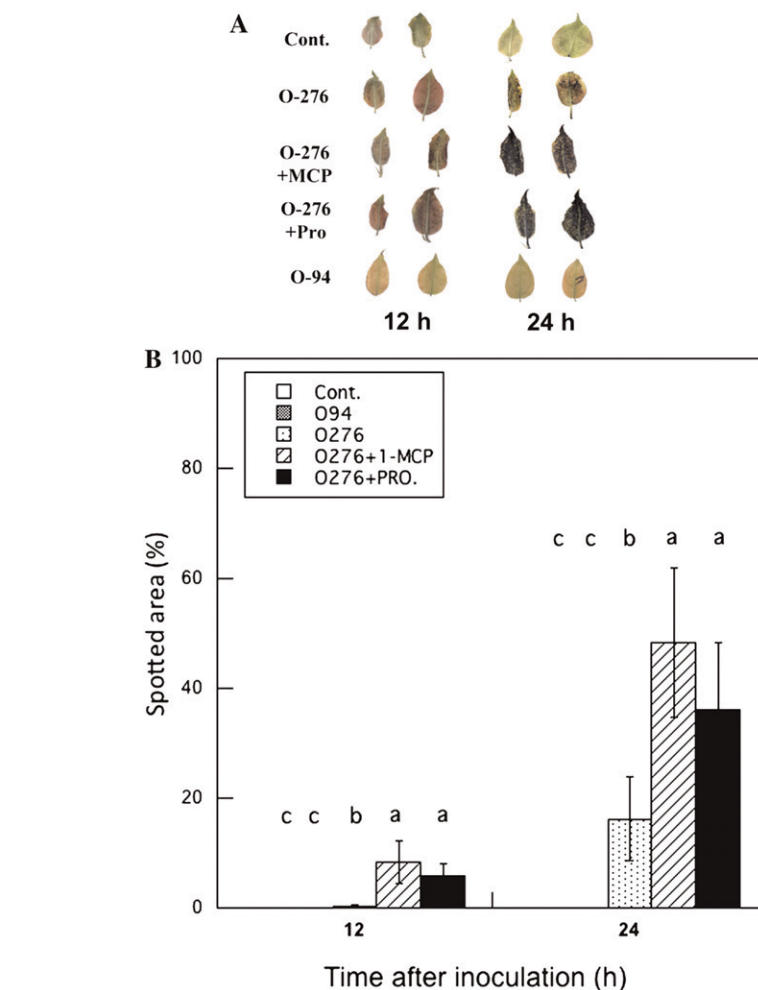 A
Cont.
O-276
O-276
+MCP
O-276
+Pro
O-94
12 h 24 h
B
100
80
60
40
20
0
Spotted area (%)
Cont.
O94
O276
O276+1-MCP
O276+PRO.
c c b a a
c c b a a
12 24
Time after inoculation (h)